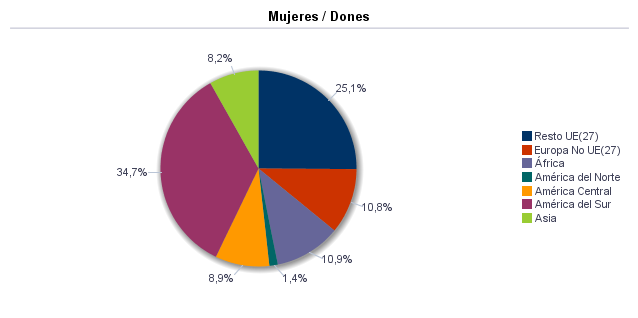 Mujeres / Dones
8,2%
25,1%
34,7%
10,8%
10,9%
8,9%
1,4%
Resto UE(27)
Europa No UE(27)
África
América del Norte
América Central
América del Sur
Asia